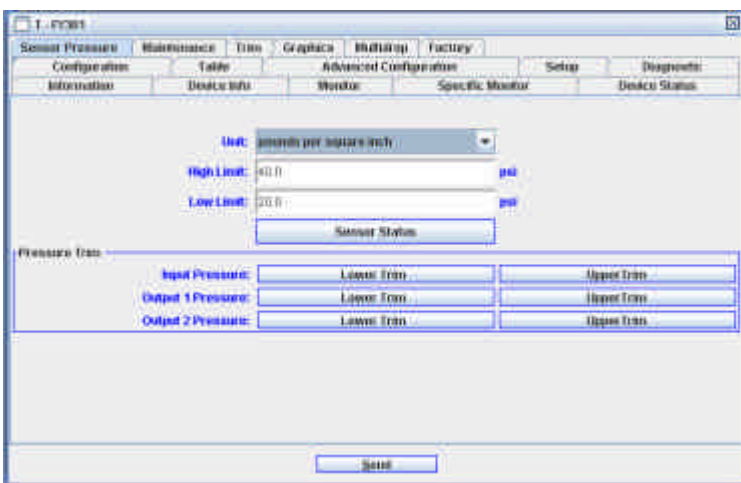 1 - FY301
Sensor Pressure Maintenance Trim Graphics Multidrop Factory
Configuration Table Advanced Configuration Setup Diagnostic
Information Device Info Monitor Specific Monitor Device Status
Unit: pounds per square inch
High Limit: 40.0 psi
Low Limit: 20.0 psi
Sensor Status
Pressure Trim
Input Pressure: Lower Trim Upper Trim
Output 1 Pressure: Lower Trim Upper Trim
Output 2 Pressure: Lower Trim Upper Trim
Send